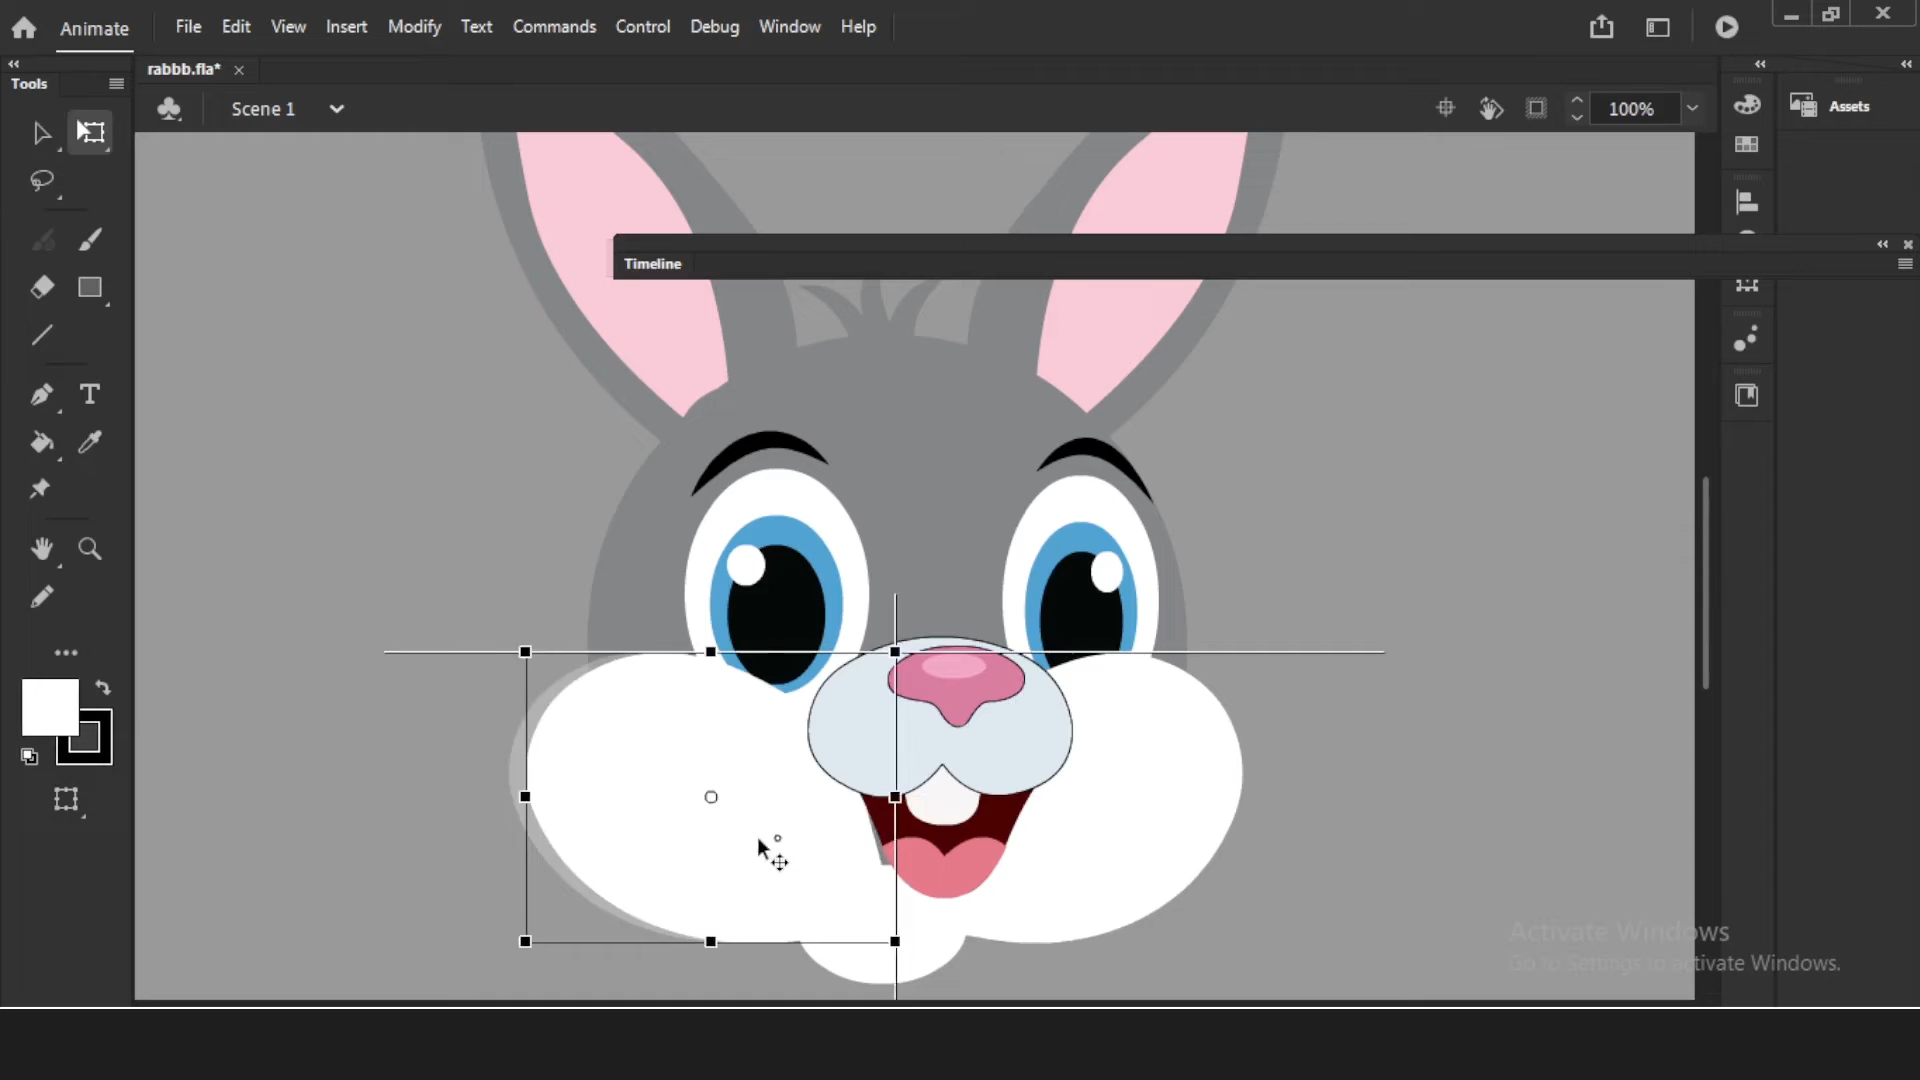 Animate File Edit View Insert Modify Text Commands Control Debug Window Help
Tools
rabbb.fla*
Scene 1
100%
Assets
Timeline
T
Activate Windows
Go to Settings to activate Windows.